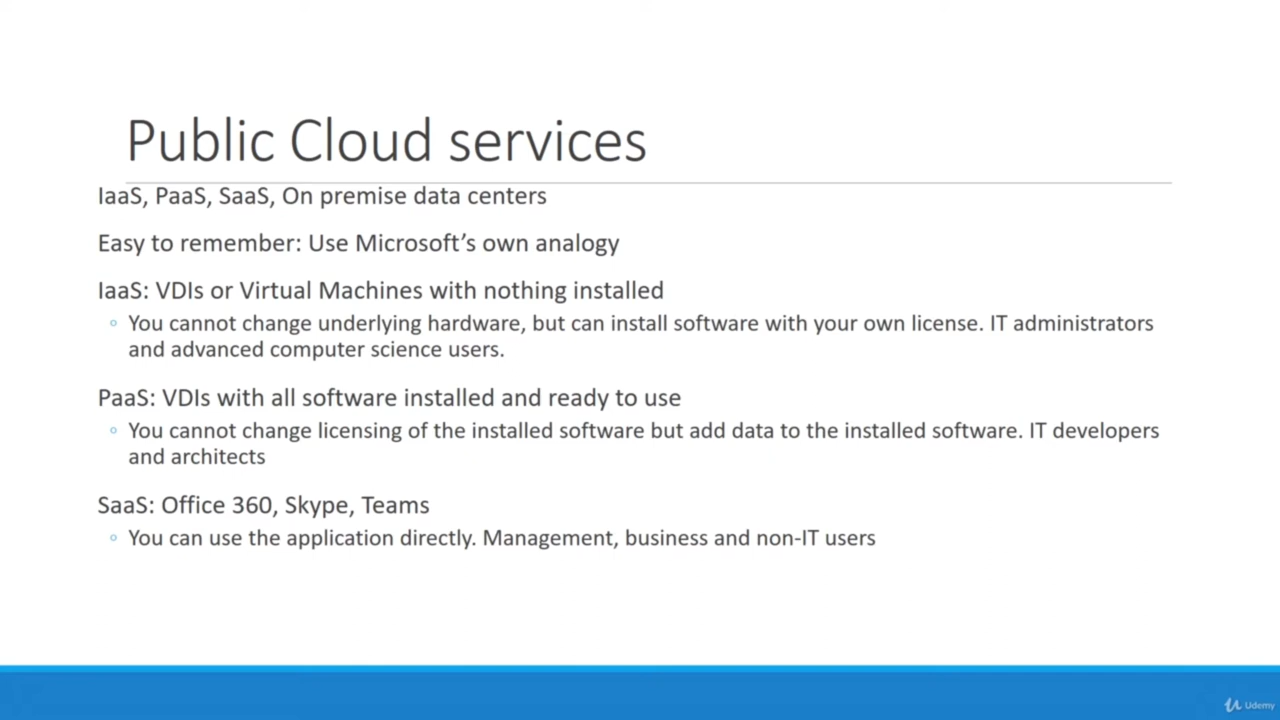 Public Cloud services
IaaS, PaaS, SaaS, On premise data centers
Easy to remember: Use Microsoft’s own analogy
IaaS: VDIs or Virtual Machines with nothing installed
◦ You cannot change underlying hardware, but can install software with your own license. IT administrators
and advanced computer science users.
PaaS: VDIs with all software installed and ready to use
◦ You cannot change licensing of the installed software but add data to the installed software. IT developers
and architects
SaaS: Office 360, Skype, Teams
◦ You can use the application directly. Management, business and non-IT users
Udemy